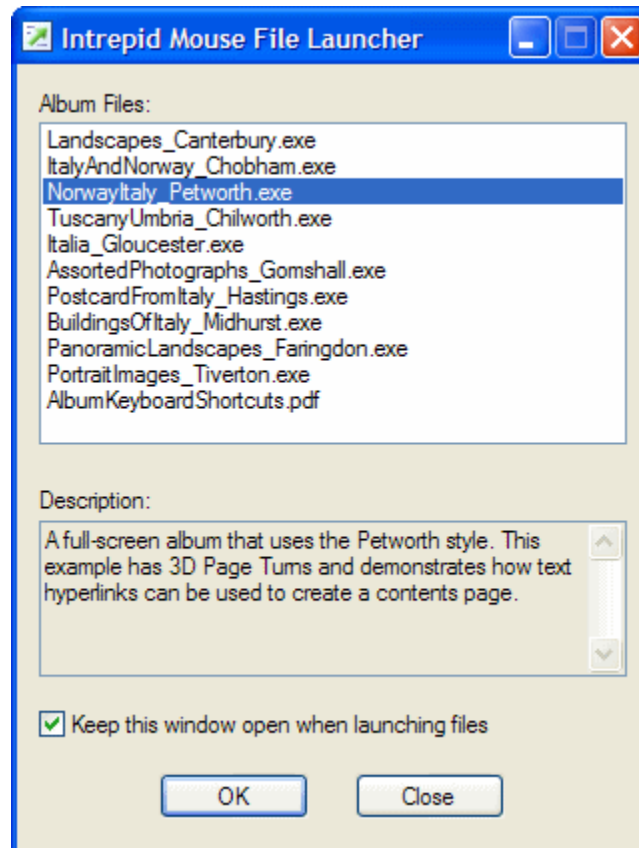 Intrepid Mouse File Launcher
Album Files:
Landscapes_Canterbury.exe
ItalyAndNorway_Chobham.exe
NorwayItaly_Petworth.exe
TuscanyUmbria_Chilworth.exe
Italia_Gloucester.exe
AssortedPhotographs_Gomshall.exe
PostcardFromItaly_Hastings.exe
BuildingsOfItaly_Midhurst.exe
PanoramicLandscapes_Faringdon.exe
PortraitImages_Tiverton.exe
AlbumKeyboardShortcuts.pdf
Description:
A full-screen album that uses the Petworth style. This
example has 3D Page Turns and demonstrates how text
hyperlinks can be used to create a contents page.
Keep this window open when launching files
OK Close